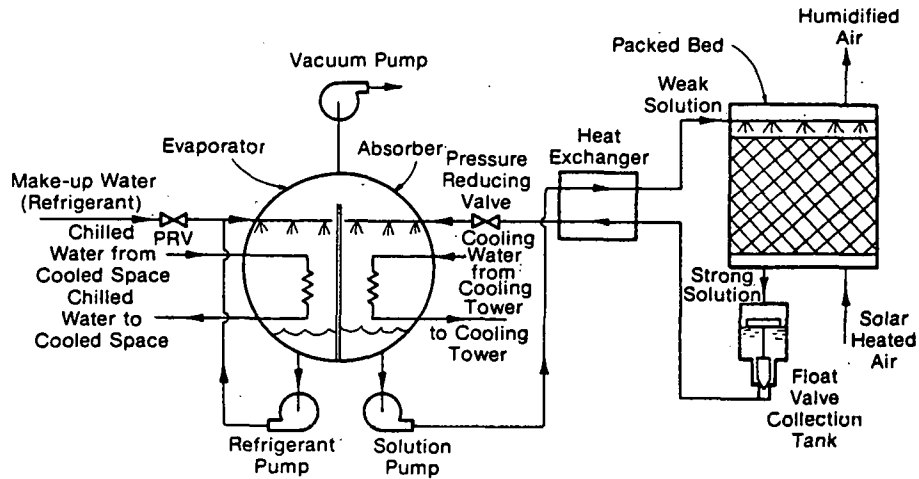 Humidified
Air
Packed Bed
Weak
Solution
Vacuum Pump
Heat
Exchanger
Evaporator
Absorber
Pressure
Reducing
Valve
Make-up Water
(Refrigerant)
PRV
Chilled
Water from
Cooled Space
Chilled
Water to
Cooled Space
Cooling
Water
from
Cooling
Tower
to Cooling
Tower
Strong
Solution
Solar
Heated
Air
Float
Valve
Collection
Tank
Refrigerant
Pump
Solution
Pump